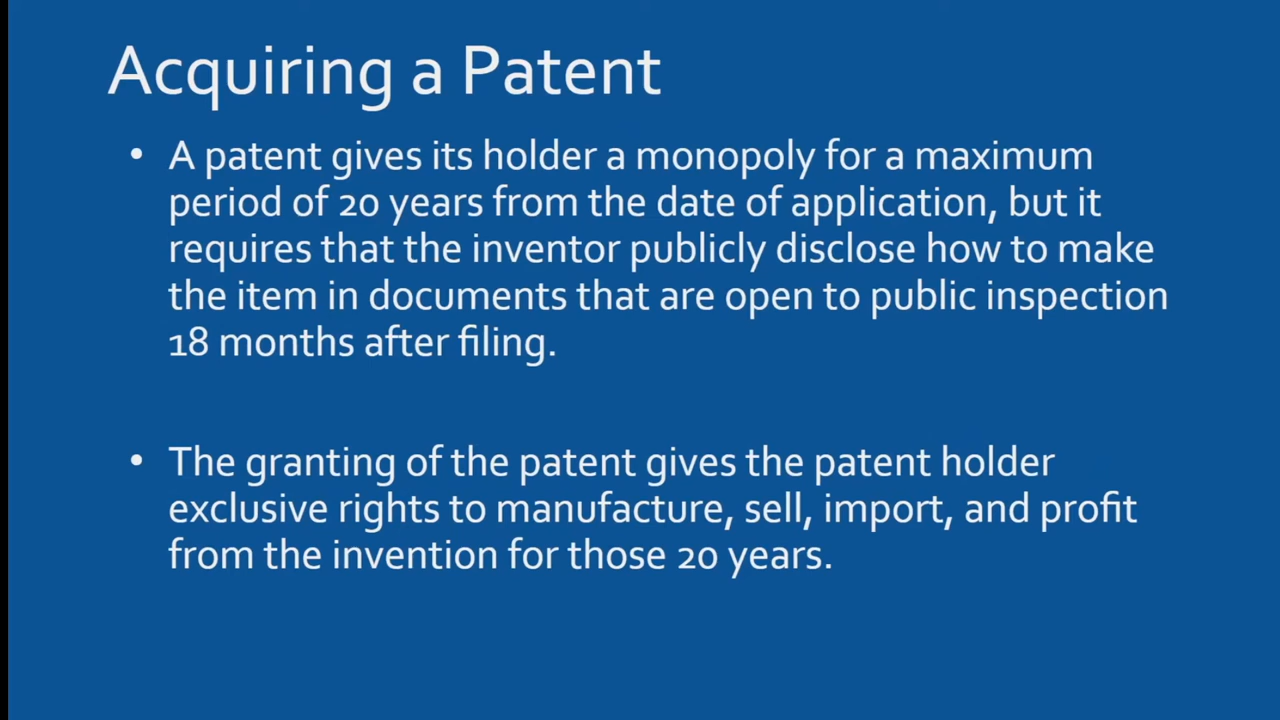 Acquiring a Patent
• A patent gives its holder a monopoly for a maximum
period of 20 years from the date of application, but it
requires that the inventor publicly disclose how to make
the item in documents that are open to public inspection
18 months after filing.
• The granting of the patent gives the patent holder
exclusive rights to manufacture, sell, import, and profit
from the invention for those 20 years.